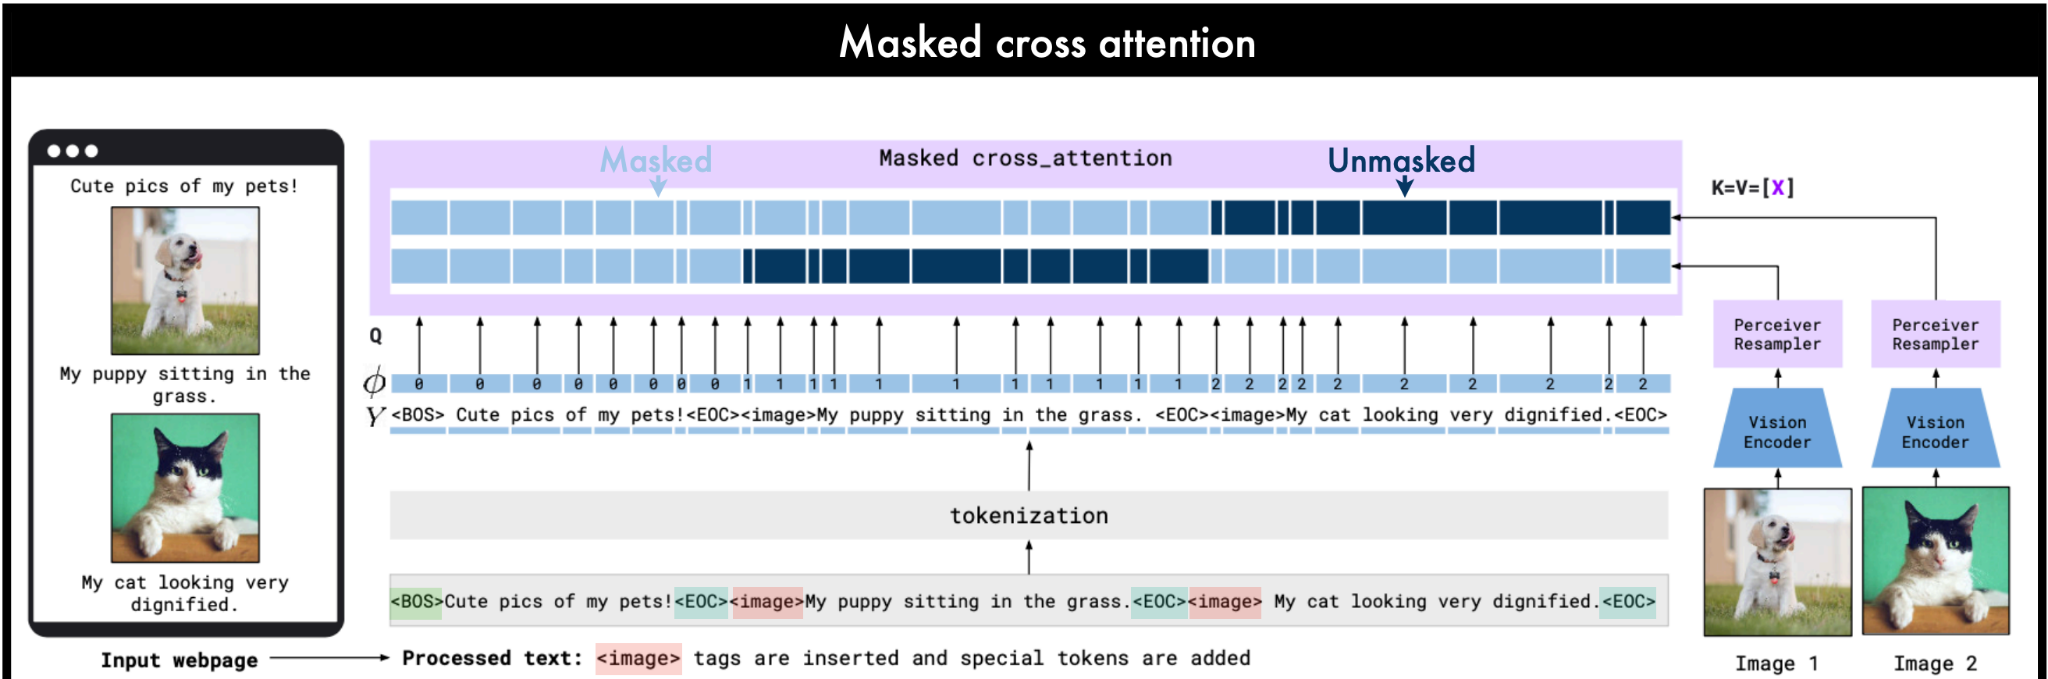 Masked cross attention
Cute pics of my pets!
My puppy sitting in the
grass.
My cat looking very
dignified.
Input webpage
Masked
Masked cross_attention
Unmasked
K=V=[X]
Q
ϕ 0 0 0 0 0 0 0 0 1 1 1 1 1 1 1 1 1 1 1 2 2 2 2 2 2 2 2 2 2
Y <BOS> Cute pics of my pets!<EOC><image>My puppy sitting in the grass. <EOC><image>My cat looking very dignified.<EOC>
tokenization
<BOS>Cute pics of my pets!<EOC><image>My puppy sitting in the grass.<EOC><image> My cat looking very dignified.<EOC>
Processed text: <image> tags are inserted and special tokens are added
Perceiver
Resampler
Perceiver
Resampler
Vision
Encoder
Vision
Encoder
Image 1
Image 2